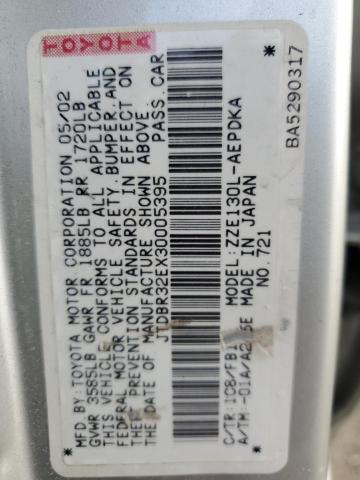 TOYOTA
MFD BY:TOYOTA MOTOR CORPORATION 05/02
GVWR 3585LB GAWR FR 1885LB RR 1720LB
THIS VEHICLE CONFORMS TO ALL APPLICABLE
FEDERAL MOTOR VEHICLE SAFETY, BUMPER, AND
THEFT PREVENTION STANDARDS IN EFFECT ON
THE DATE OF MANUFACTURE SHOWN ABOVE.
JTDBR32EX30005395 PASS.CAR
C/TR:1C8/FB1 MODEL:ZZE130L-AEPDKA
A/TM:-01A/A2 5E MADE IN JAPAN
NO.721
BA5290317